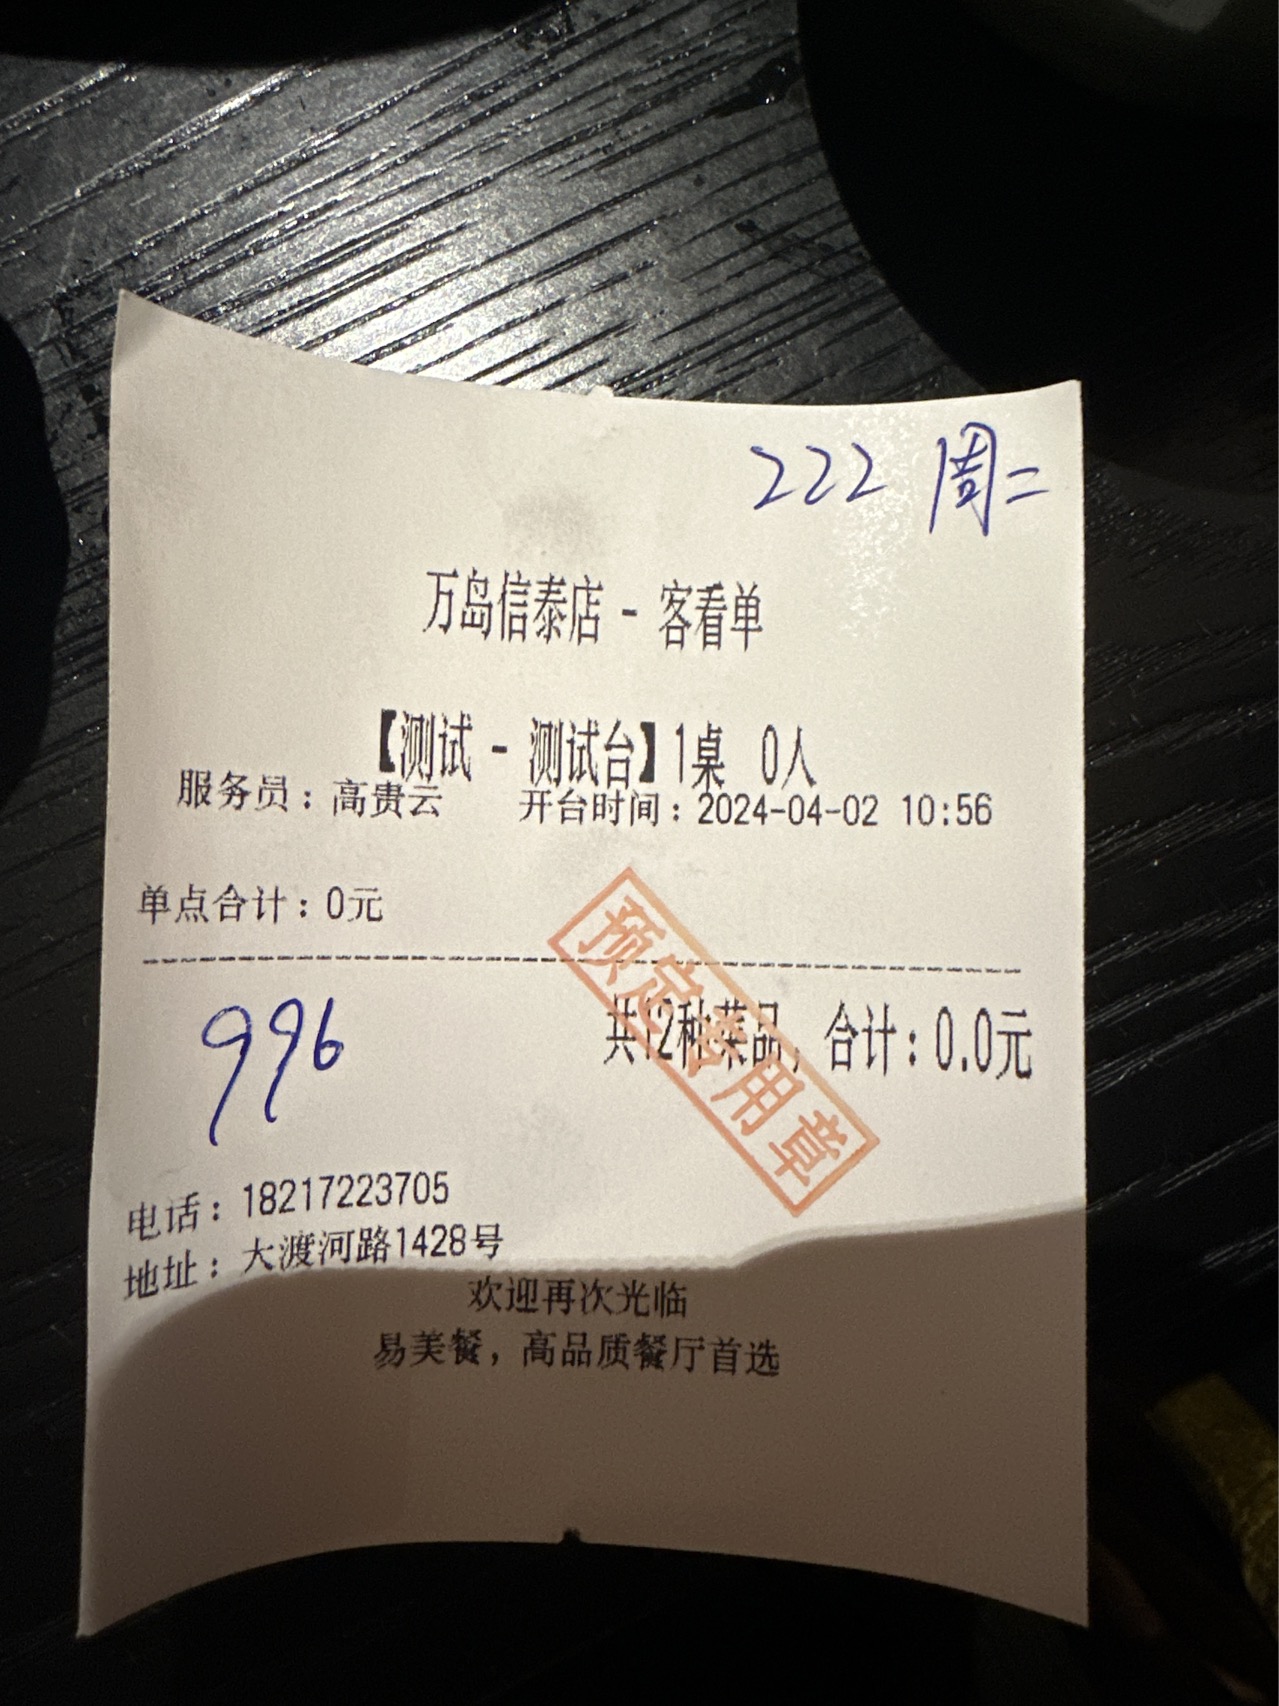 222 周二
万岛信泰店 - 客看单
【测试 - 测试台】1桌 0人
服务员：高贵云 开台时间：2024-04-02 10:56
单点合计：0元
预定专用章
共12种菜品，合计：0.0元
996
电话：18217223705
地址：大渡河路1428号
欢迎再次光临
易美餐，高品质餐厅首选